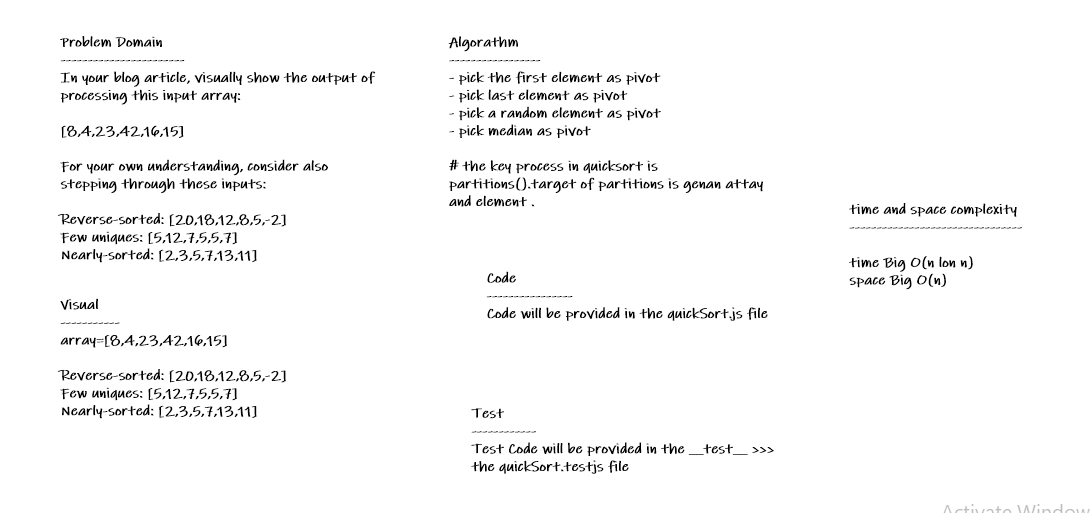 Problem Domain
-----------------------
In your blog article, visually show the output of
processing this input array:
[8,4,23,42,16,15]
For your own understanding, consider also
stepping through these inputs:
Reverse-sorted: [20,18,12,8,5,-2]
Few uniques: [5,12,7,5,5,7]
Nearly-sorted: [2,3,5,7,13,11]
Visual
-----------
array=[8,4,23,42,16,15]
Reverse-sorted: [20,18,12,8,5,-2]
Few uniques: [5,12,7,5,5,7]
Nearly-sorted: [2,3,5,7,13,11]
Algorathm
-----------------
- pick the first element as pivot
- pick last element as pivot
- pick a random element as pivot
- pick median as pivot
# the key process in quicksort is
partitions().target of partitions is genan attay
and element .
Code
----------------
Code will be provided in the quickSort.js file
Test
------------
Test Code will be provided in the __test__ >>>
the quickSort.testjs file
time and space complexity
--------------------------------
time Big O(n lon n)
space Big O(n)
Activate Window